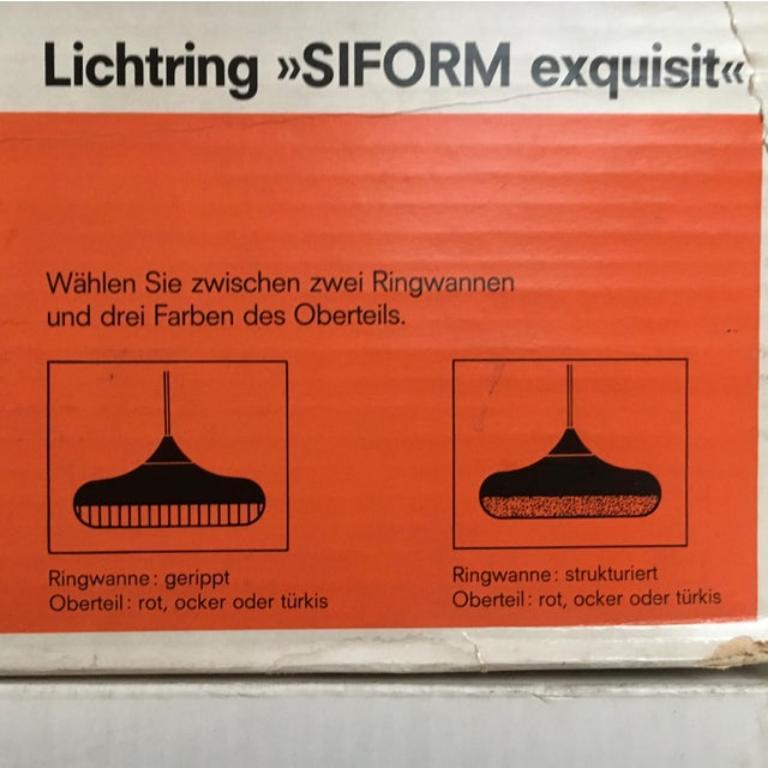 Lichtring »SIFORM exquisit«
Wählen Sie zwischen zwei Ringwannen
und drei Farben des Oberteils.
Ringwanne: gerippt
Oberteil: rot, ocker oder türkis
Ringwanne: strukturiert
Oberteil: rot, ocker oder türkis